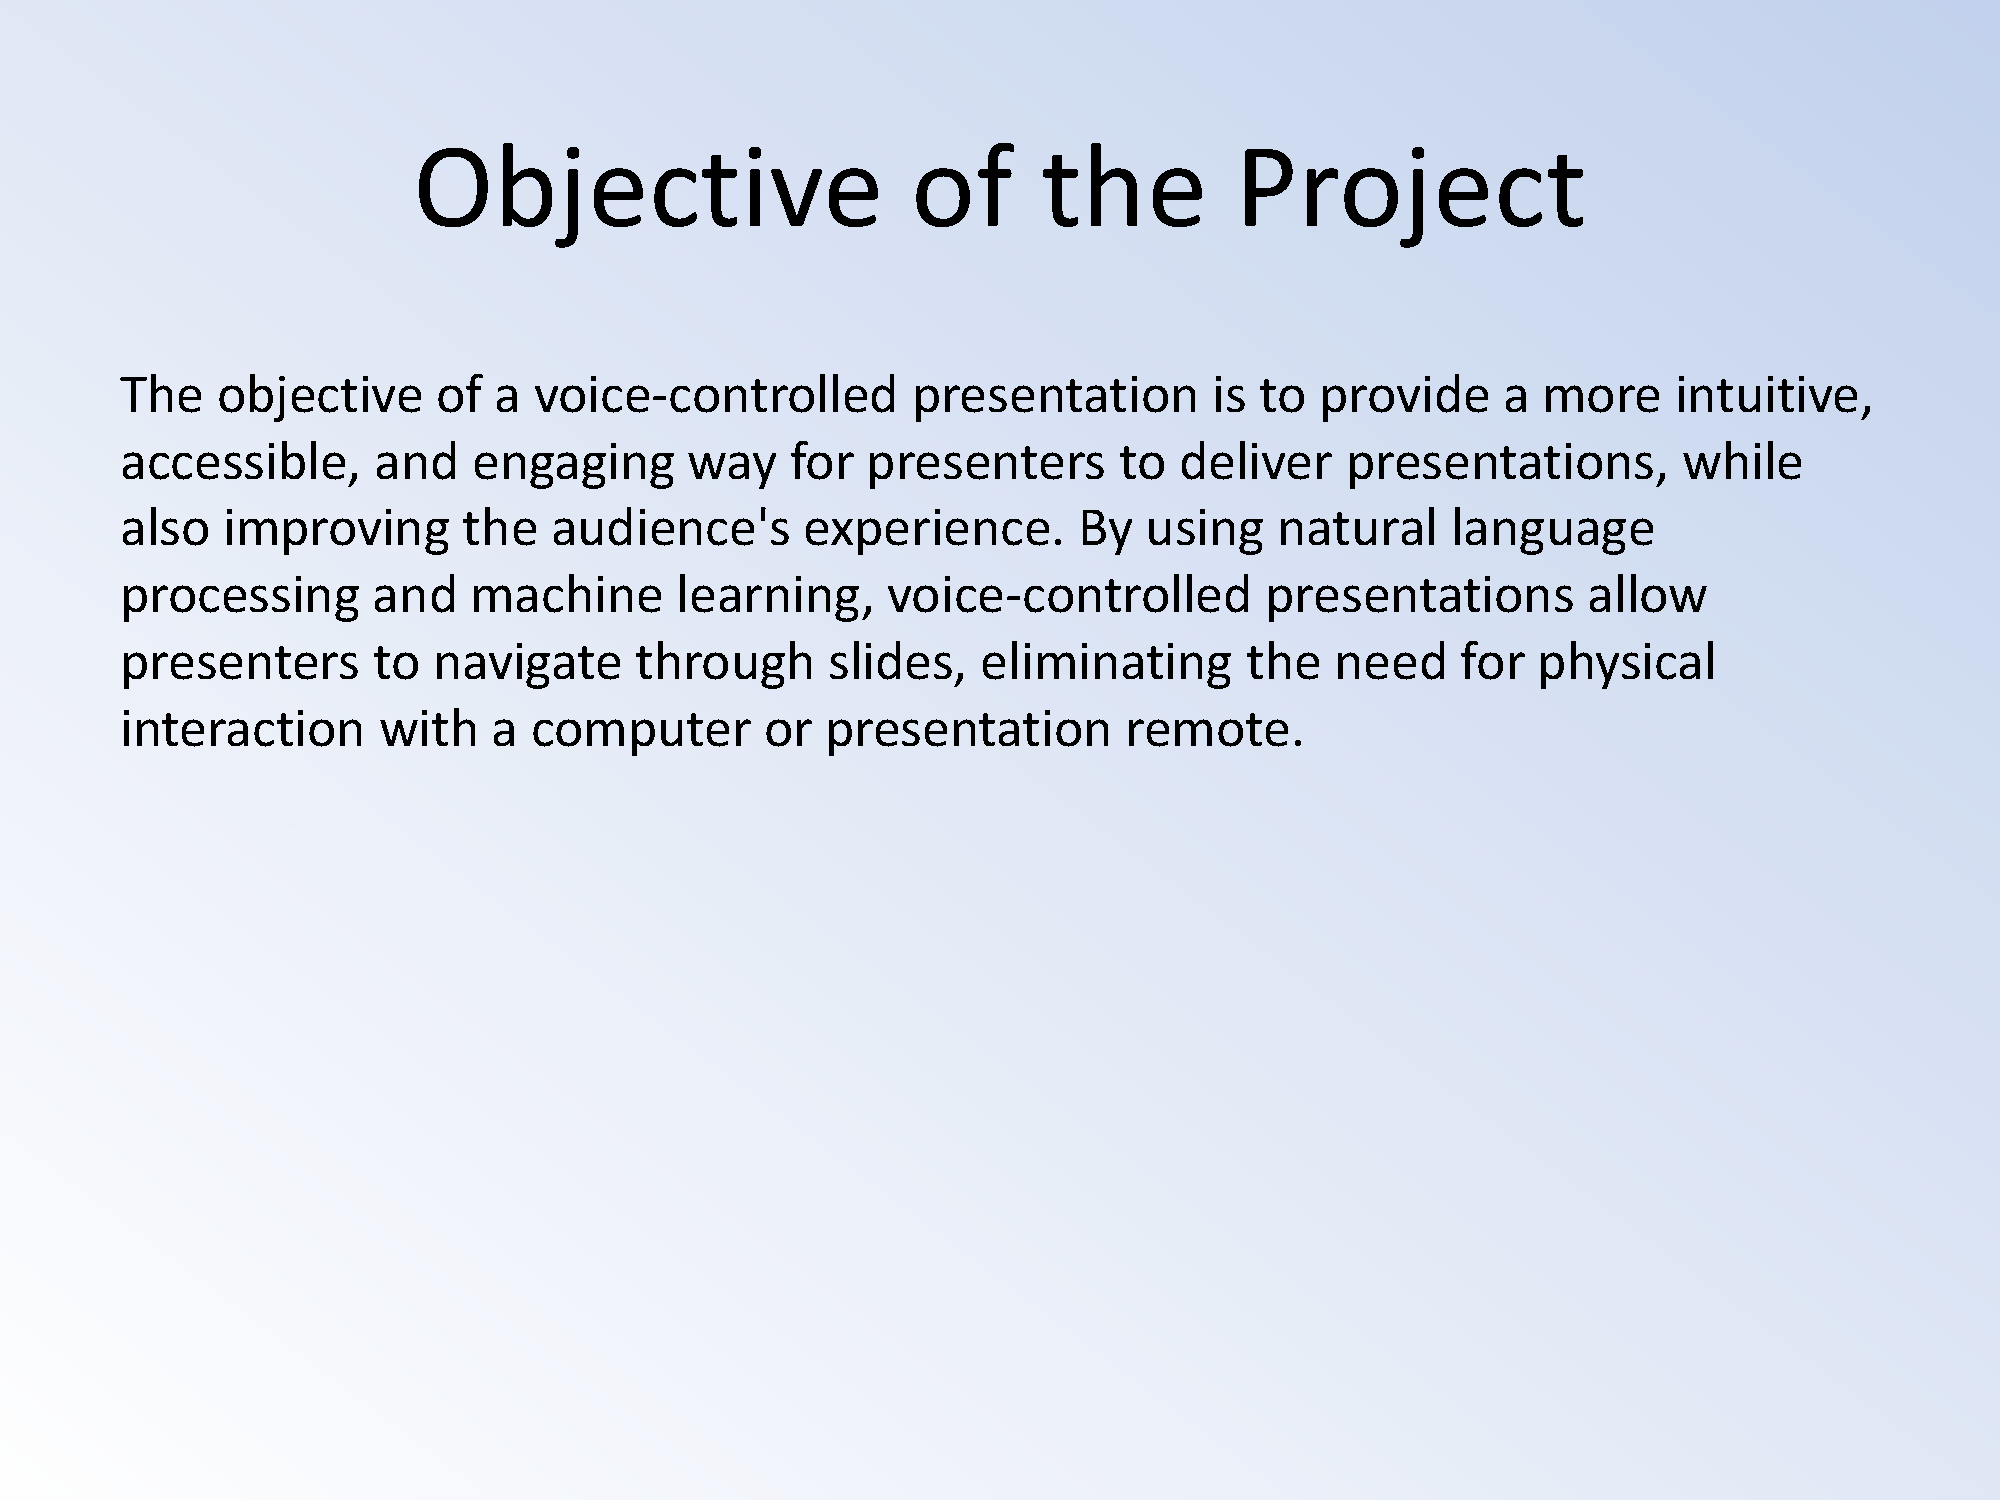 Objective of the Project
The objective of a voice-controlled presentation is to provide a more intuitive,
accessible, and engaging way for presenters to deliver presentations, while
also improving the audience's experience. By using natural language
processing and machine learning, voice-controlled presentations allow
presenters to navigate through slides, eliminating the need for physical
interaction with a computer or presentation remote.